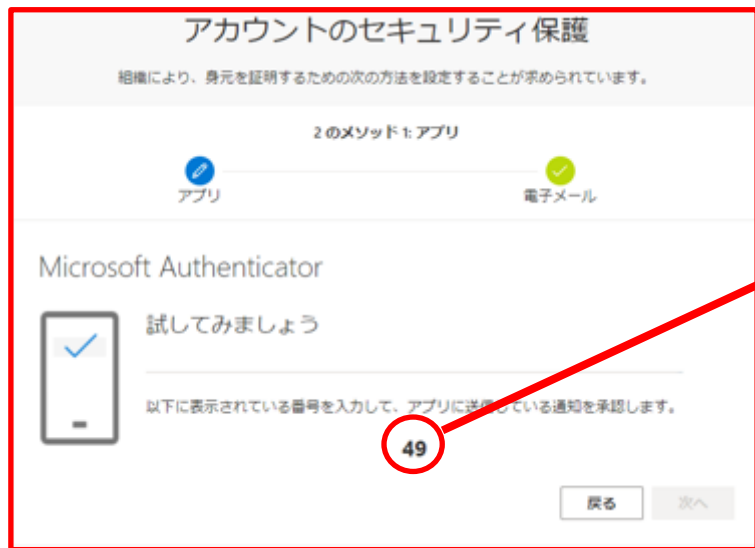 アカウントのセキュリティ保護
組織により、身元を証明するための次の方法を設定することが求められています。
2 のメソッド 1: アプリ
アプリ
電子メール
Microsoft Authenticator
試してみましょう
以下に表示されている番号を入力して、アプリに送信している通知を承認します。
49
戻る
次へ